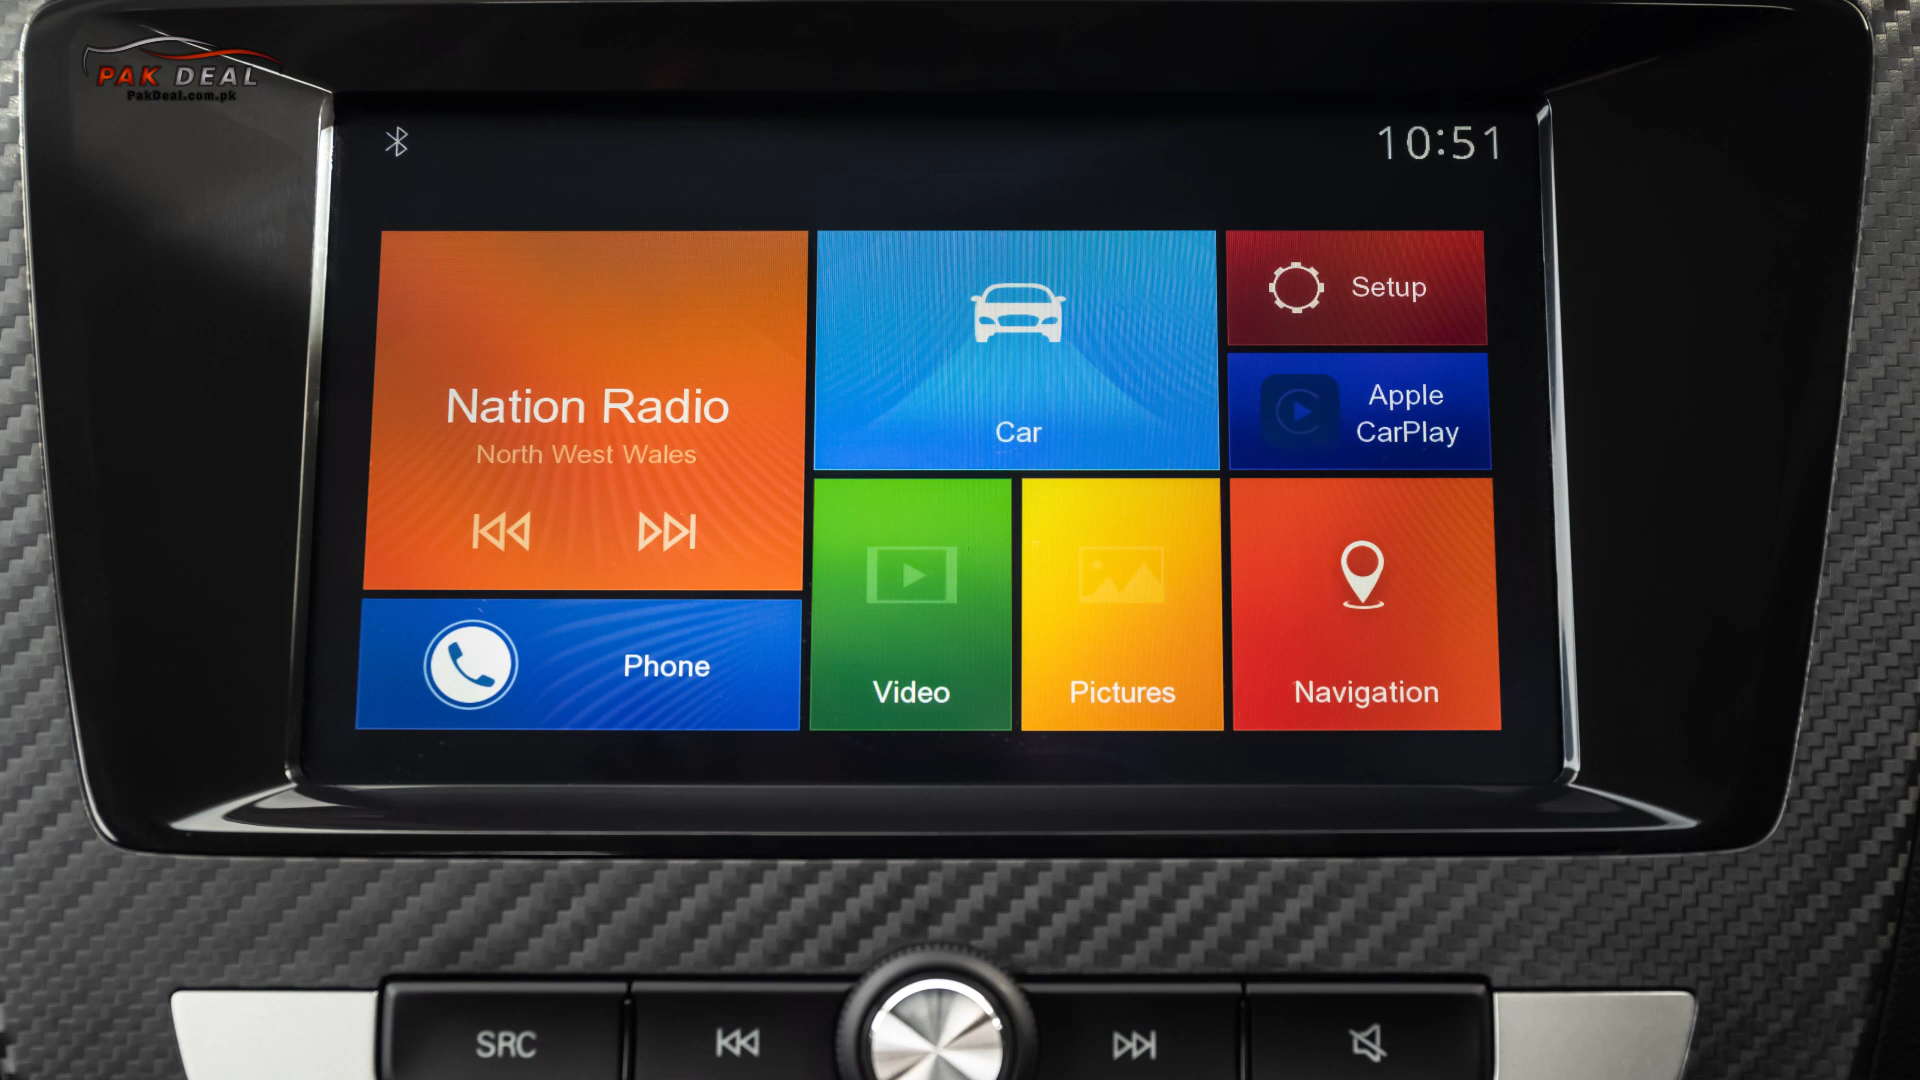 PAK DEAL
PakDeal.com.pk
10:51
Nation Radio
North West Wales
Car
Setup
Apple
CarPlay
Phone
Video
Pictures
Navigation
SRC